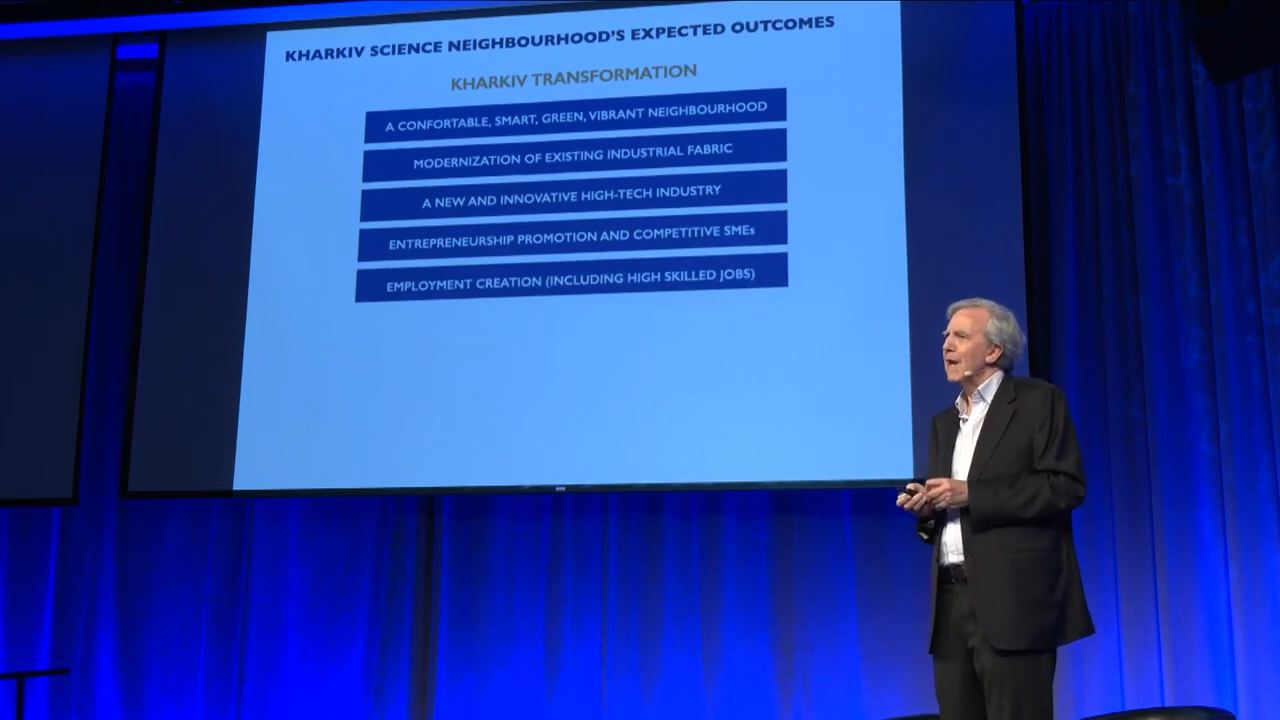 KHARKIV SCIENCE NEIGHBOURHOOD'S EXPECTED OUTCOMES
KHARKIV TRANSFORMATION
A CONFORTABLE, SMART, GREEN, VIBRANT NEIGHBOURHOOD
MODERNIZATION OF EXISTING INDUSTRIAL FABRIC
A NEW AND INNOVATIVE HIGH-TECH INDUSTRY
ENTREPRENEURSHIP PROMOTION AND COMPETITIVE SMEs
EMPLOYMENT CREATION (INCLUDING HIGH SKILLED JOBS)